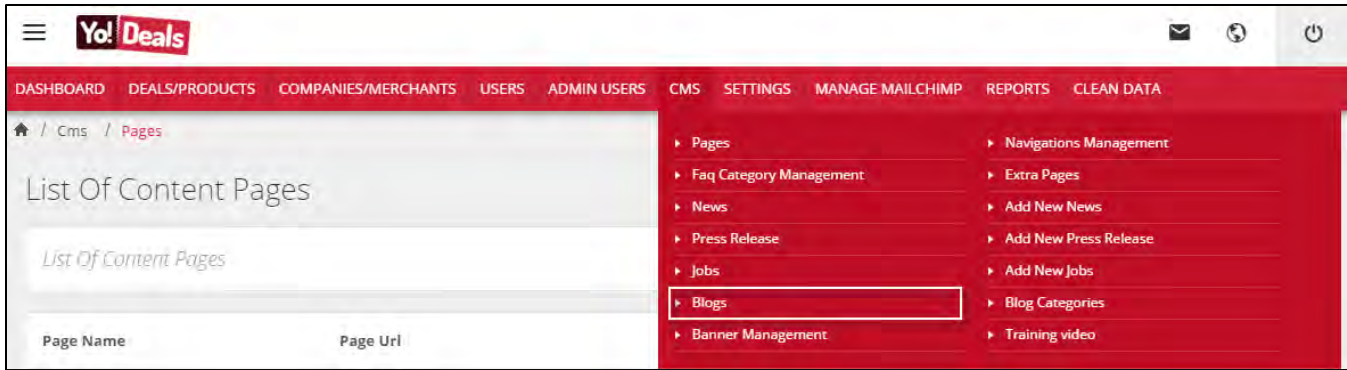 Yo! Deals
DASHBOARD DEALS/PRODUCTS COMPANIES/MERCHANTS USERS ADMIN USERS CMS SETTINGS MANAGE MAILCHIMP REPORTS CLEAN DATA
/ Cms / Pages
List Of Content Pages
List Of Content Pages
Page Name Page Url
Pages
Faq Category Management
News
Press Release
Jobs
Blogs
Banner Management
Navigations Management
Extra Pages
Add New News
Add New Press Release
Add New Jobs
Blog Categories
Training video